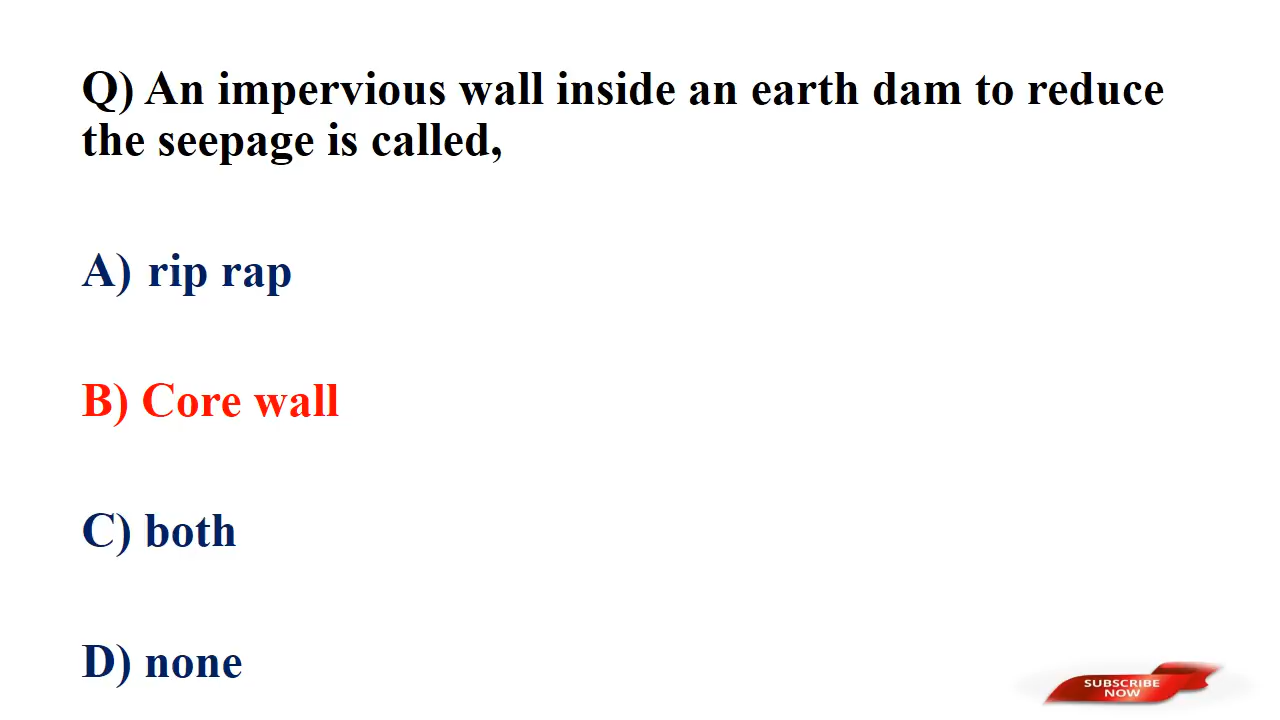 Q) An impervious wall inside an earth dam to reduce
the seepage is called,
A) rip rap
B) Core wall
C) both
D) none
SUBSCRIBE
NOW